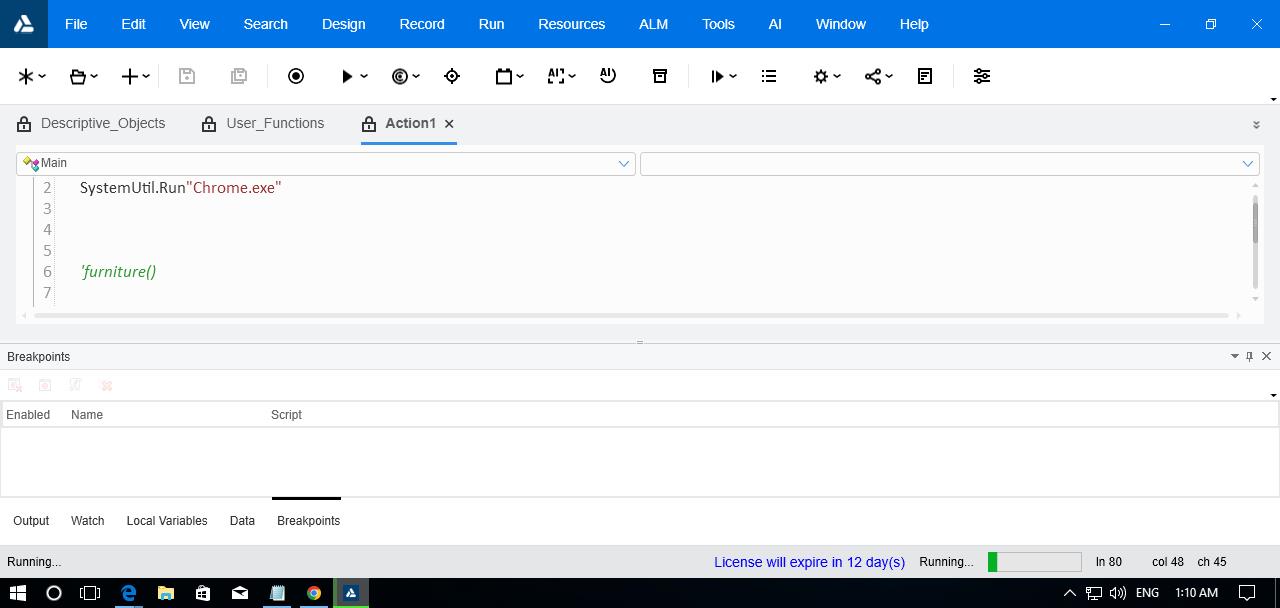 File Edit View Search Design Record Run Resources ALM Tools AI Window Help
AI AI
Descriptive_Objects User_Functions Action1
Main
2 SystemUtil.Run"Chrome.exe"
3
4
5
6 'furniture()
7
Breakpoints
Enabled Name Script
Output Watch Local Variables Data Breakpoints
Running... License will expire in 12 day(s) Running... ln 80 col 48 ch 45
ENG 1:10 AM